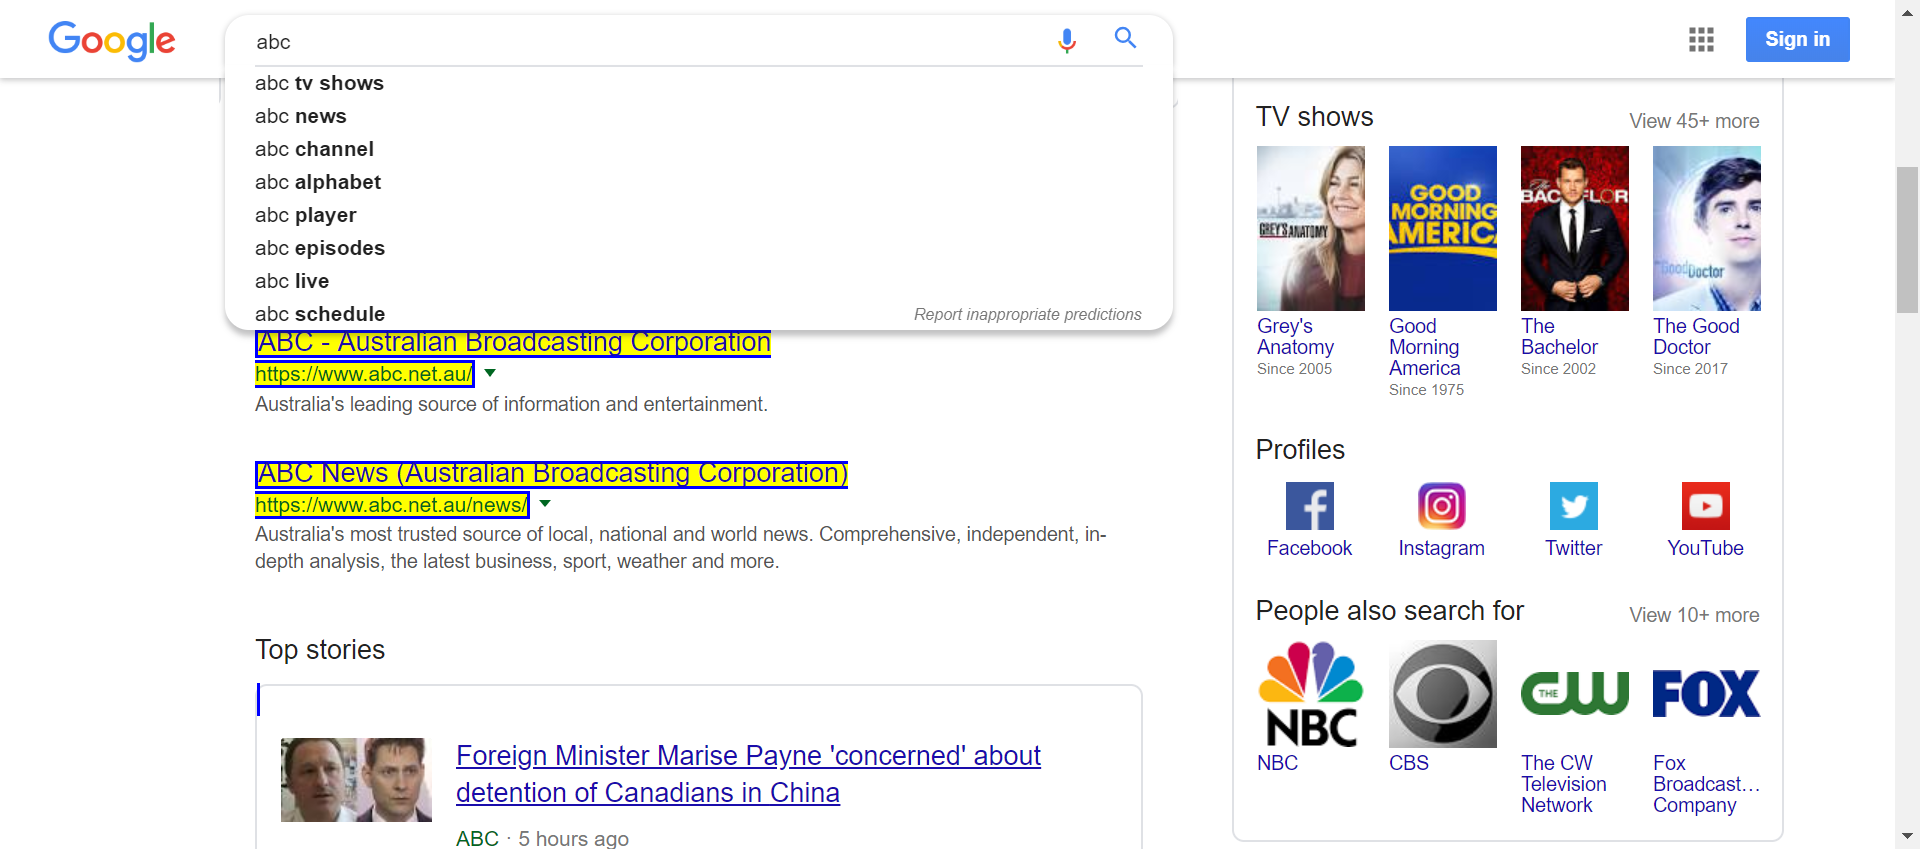 Google
abc
Sign in
abc tv shows
abc news
abc channel
abc alphabet
abc player
abc episodes
abc live
abc schedule
Report inappropriate predictions
ABC - Australian Broadcasting Corporation
https://www.abc.net.au/
Australia's leading source of information and entertainment.
ABC News (Australian Broadcasting Corporation)
https://www.abc.net.au/news/
Australia's most trusted source of local, national and world news. Comprehensive, independent, in-
depth analysis, the latest business, sport, weather and more.
Top stories
Foreign Minister Marise Payne 'concerned' about
detention of Canadians in China
ABC · 5 hours ago
TV shows
View 45+ more
GREY'S ANATOMY
GOOD
MORNING
AMERICA
The
BACHELOR
the Good Doctor
Grey's
Anatomy
Since 2005
Good
Morning
America
Since 1975
The
Bachelor
Since 2002
The Good
Doctor
Since 2017
Profiles
Facebook
Instagram
Twitter
YouTube
People also search for
View 10+ more
NBC
THE CW
FOX
NBC
CBS
The CW
Television
Network
Fox
Broadcast...
Company